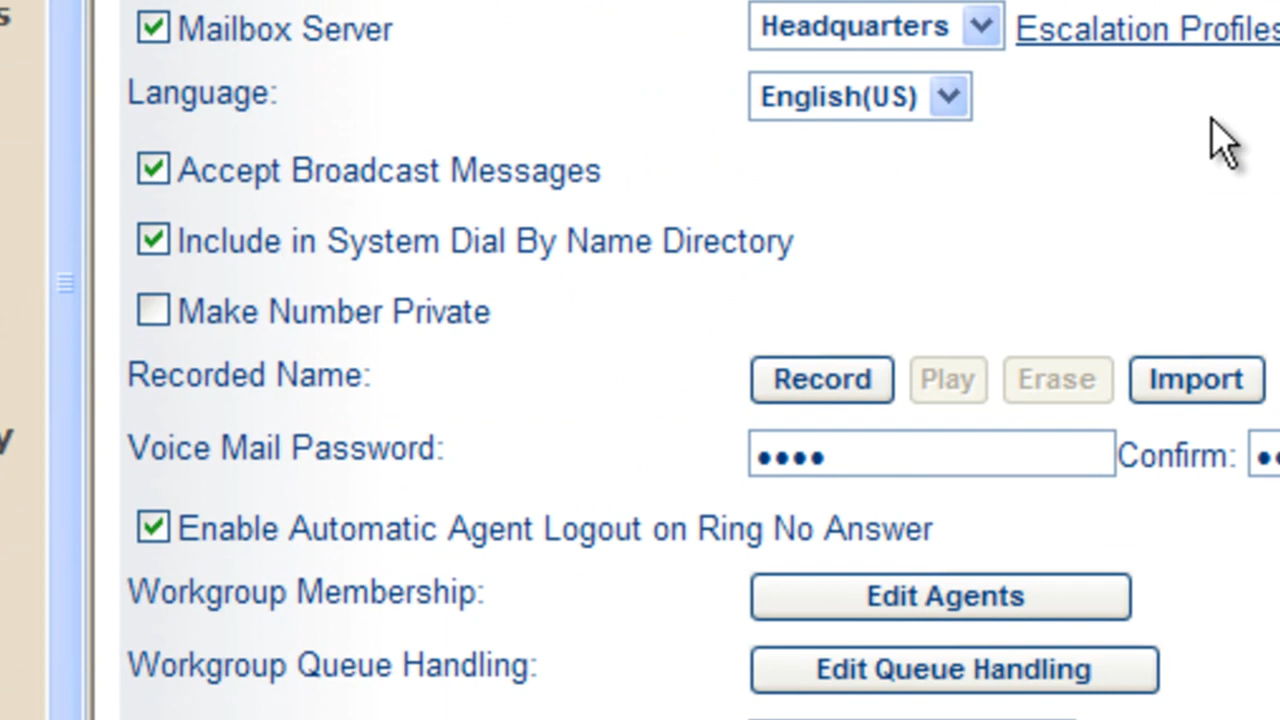 s
Mailbox Server Headquarters Escalation Profiles
Language: English(US)
Accept Broadcast Messages
Include in System Dial By Name Directory
Make Number Private
Recorded Name: Record Play Erase Import
y
Voice Mail Password: •••• Confirm: ••
Enable Automatic Agent Logout on Ring No Answer
Workgroup Membership: Edit Agents
Workgroup Queue Handling: Edit Queue Handling